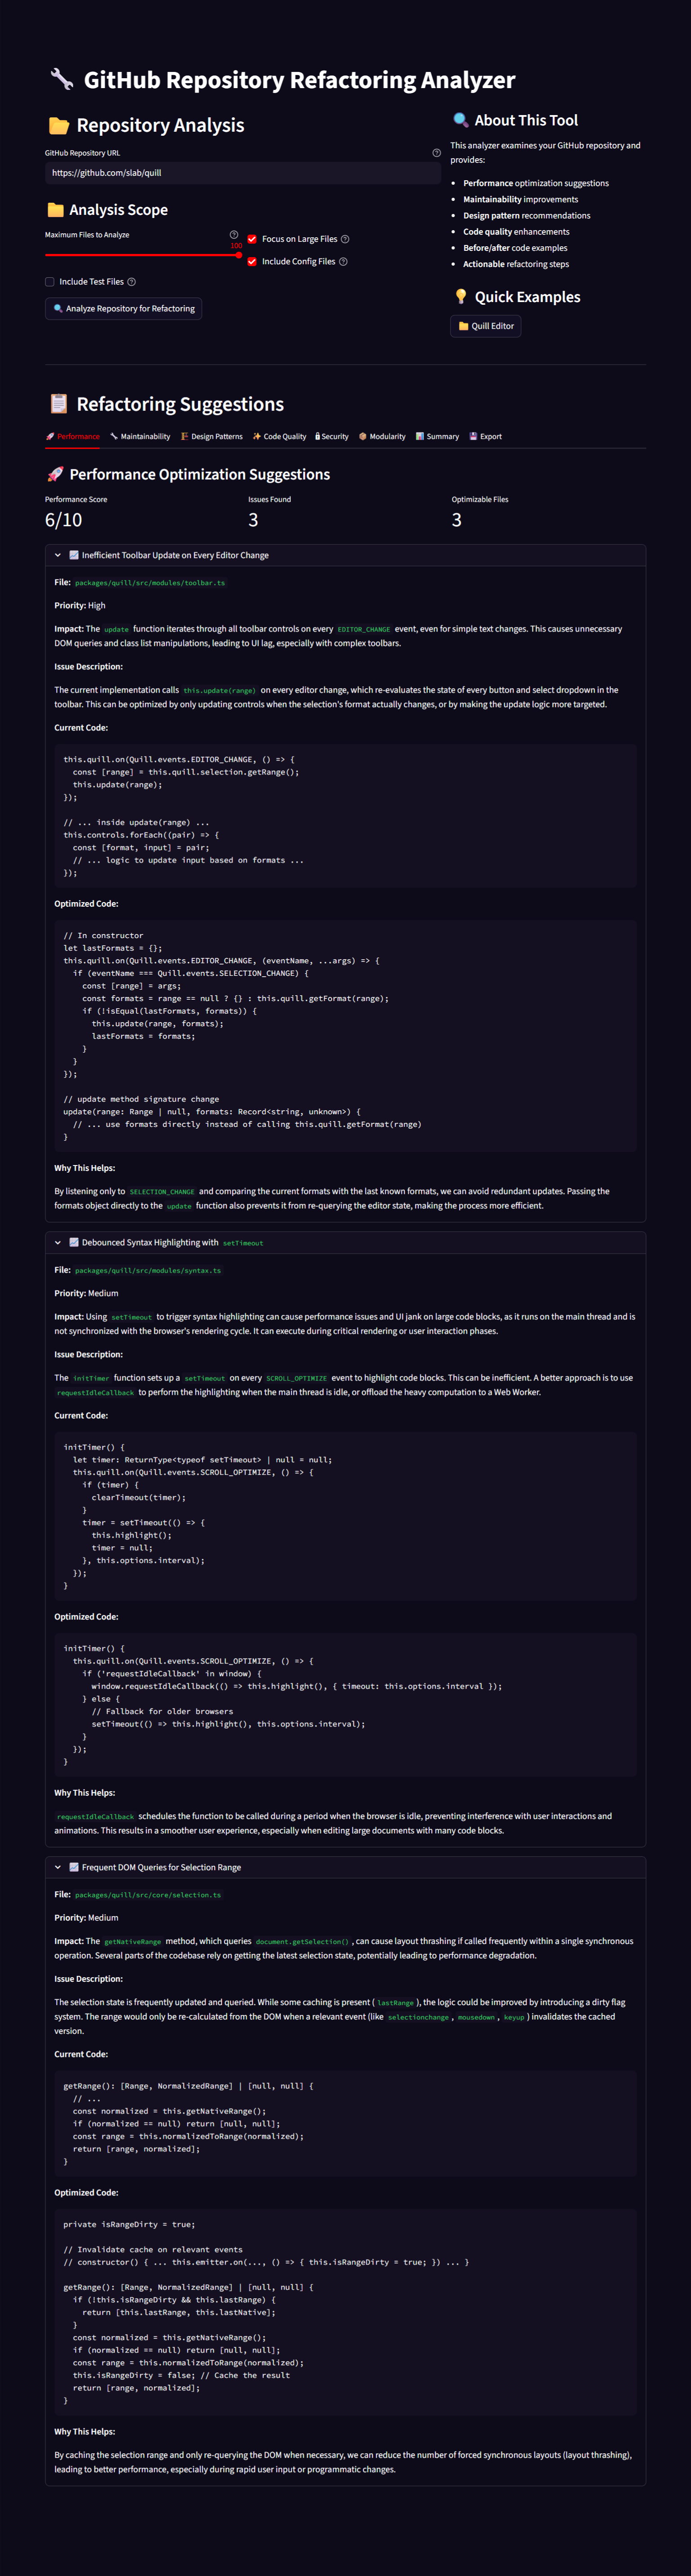 GitHub Repository Refactoring Analyzer
Repository Analysis
GitHub Repository URL
https://github.com/slab/quill
Analysis Scope
Maximum Files to Analyze
100
Focus on Large Files
Include Config Files
Include Test Files
Analyze Repository for Refactoring
About This Tool
This analyzer examines your GitHub repository and
provides:
• Performance optimization suggestions
• Maintainability improvements
• Design pattern recommendations
• Code quality enhancements
• Before/after code examples
• Actionable refactoring steps
Quick Examples
Quill Editor
Refactoring Suggestions
Performance Maintainability Design Patterns Code Quality Security Modularity Summary Export
Performance Optimization Suggestions
Performance Score
6/10
Issues Found
3
Optimizable Files
3
Inefficient Toolbar Update on Every Editor Change
File: packages/quill/src/modules/toolbar.ts
Priority: High
Impact: The update function iterates through all toolbar controls on every EDITOR_CHANGE event, even for simple text changes. This causes unnecessary
DOM queries and class list manipulations, leading to UI lag, especially with complex toolbars.
Issue Description:
The current implementation calls this.update(range) on every editor change, which re-evaluates the state of every button and select dropdown in the
toolbar. This can be optimized by only updating controls when the selection's format actually changes, or by making the update logic more targeted.
Current Code:
this.quill.on(Quill.events.EDITOR_CHANGE, () => {
  const [range] = this.quill.selection.getRange();
  this.update(range);
});
// ... inside update(range) ...
this.controls.forEach((pair) => {
  const [format, input] = pair;
  // ... logic to update input based on formats ...
});
Optimized Code:
// In constructor
let lastFormats = {};
this.quill.on(Quill.events.EDITOR_CHANGE, (eventName, ...args) => {
  if (eventName === Quill.events.SELECTION_CHANGE) {
    const [range] = args;
    const formats = range == null ? {} : this.quill.getFormat(range);
    if (!isEqual(lastFormats, formats)) {
      this.update(range, formats);
      lastFormats = formats;
    }
  }
});
// update method signature change
update(range: Range | null, formats: Record<string, unknown>) {
  // ... use formats directly instead of calling this.quill.getFormat(range)
}
Why This Helps:
By listening only to SELECTION_CHANGE and comparing the current formats with the last known formats, we can avoid redundant updates. Passing the
formats object directly to the update function also prevents it from re-querying the editor state, making the process more efficient.
Debounced Syntax Highlighting with setTimeout
File: packages/quill/src/modules/syntax.ts
Priority: Medium
Impact: Using setTimeout to trigger syntax highlighting can cause performance issues and UI jank on large code blocks, as it runs on the main thread and is
not synchronized with the browser's rendering cycle. It can execute during critical rendering or user interaction phases.
Issue Description:
The initTimer function sets up a setTimeout on every SCROLL_OPTIMIZE event to highlight code blocks. This can be inefficient. A better approach is to use
requestIdleCallback to perform the highlighting when the main thread is idle, or offload the heavy computation to a Web Worker.
Current Code:
initTimer() {
  let timer: ReturnType<typeof setTimeout> | null = null;
  this.quill.on(Quill.events.SCROLL_OPTIMIZE, () => {
    if (timer) {
      clearTimeout(timer);
    }
    timer = setTimeout(() => {
      this.highlight();
      timer = null;
    }, this.options.interval);
  });
}
Optimized Code:
initTimer() {
  this.quill.on(Quill.events.SCROLL_OPTIMIZE, () => {
    if ('requestIdleCallback' in window) {
      window.requestIdleCallback(() => this.highlight(), { timeout: this.options.interval });
    } else {
      // Fallback for older browsers
      setTimeout(() => this.highlight(), this.options.interval);
    }
  });
}
Why This Helps:
requestIdleCallback schedules the function to be called during a period when the browser is idle, preventing interference with user interactions and
animations. This results in a smoother user experience, especially when editing large documents with many code blocks.
Frequent DOM Queries for Selection Range
File: packages/quill/src/core/selection.ts
Priority: Medium
Impact: The getNativeRange method, which queries document.getSelection() , can cause layout thrashing if called frequently within a single synchronous
operation. Several parts of the codebase rely on getting the latest selection state, potentially leading to performance degradation.
Issue Description:
The selection state is frequently updated and queried. While some caching is present ( lastRange ), the logic could be improved by introducing a dirty flag
system. The range would only be re-calculated from the DOM when a relevant event (like selectionchange , mousedown , keyup ) invalidates the cached
version.
Current Code:
getRange(): [Range, NormalizedRange] | [null, null] {
  // ...
  const normalized = this.getNativeRange();
  if (normalized == null) return [null, null];
  const range = this.normalizedToRange(normalized);
  return [range, normalized];
}
Optimized Code:
private isRangeDirty = true;
// Invalidate cache on relevant events
// constructor() { ... this.emitter.on(..., () => { this.isRangeDirty = true; }) ... }
getRange(): [Range, NormalizedRange] | [null, null] {
  if (!this.isRangeDirty && this.lastRange) {
    return [this.lastRange, this.lastNative];
  }
  const normalized = this.getNativeRange();
  if (normalized == null) return [null, null];
  const range = this.normalizedToRange(normalized);
  this.isRangeDirty = false; // Cache the result
  return [range, normalized];
}
Why This Helps:
By caching the selection range and only re-querying the DOM when necessary, we can reduce the number of forced synchronous layouts (layout thrashing),
leading to better performance, especially during rapid user input or programmatic changes.